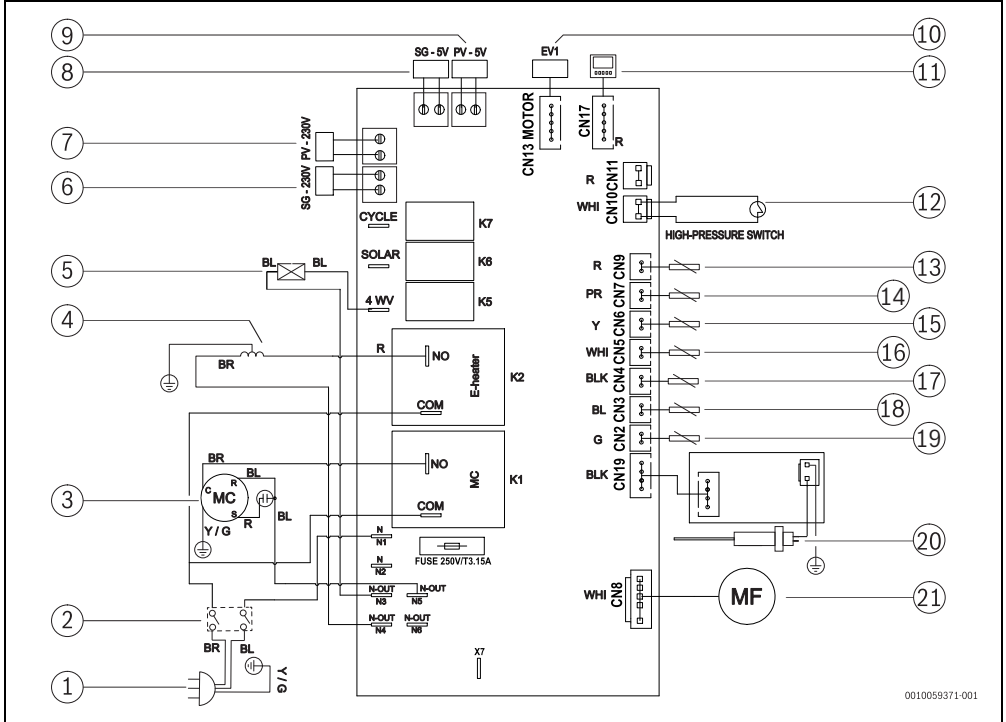 9
SG - 5V PV - 5V
EV1
10
8
11
CN13 MOTOR
CN17
R
7
PV - 230V
6
SG - 230V
R
CN11
WHI
CN10
12
HIGH-PRESSURE SWITCH
CYCLE
K7
SOLAR
K6
5
BL
BL
4 WV
K5
R
CN9
13
PR
CN7
14
Y
CN6
15
WHI
CN5
16
BLK
CN4
17
BL
CN3
18
G
CN2
19
BLK
CN19
4
BR
R
NO
E-heater
K2
COM
BR
NO
MC
K1
COM
3
C
R
BL
MC
S
R
BL
Y / G
N
N1
FUSE 250V/T3.15A
N
N2
N-OUT
N3
N-OUT
N5
N-OUT
N4
N-OUT
N6
20
WHI
CN8
MF
21
2
BR
BL
Y / G
1
X7
0010059371-001